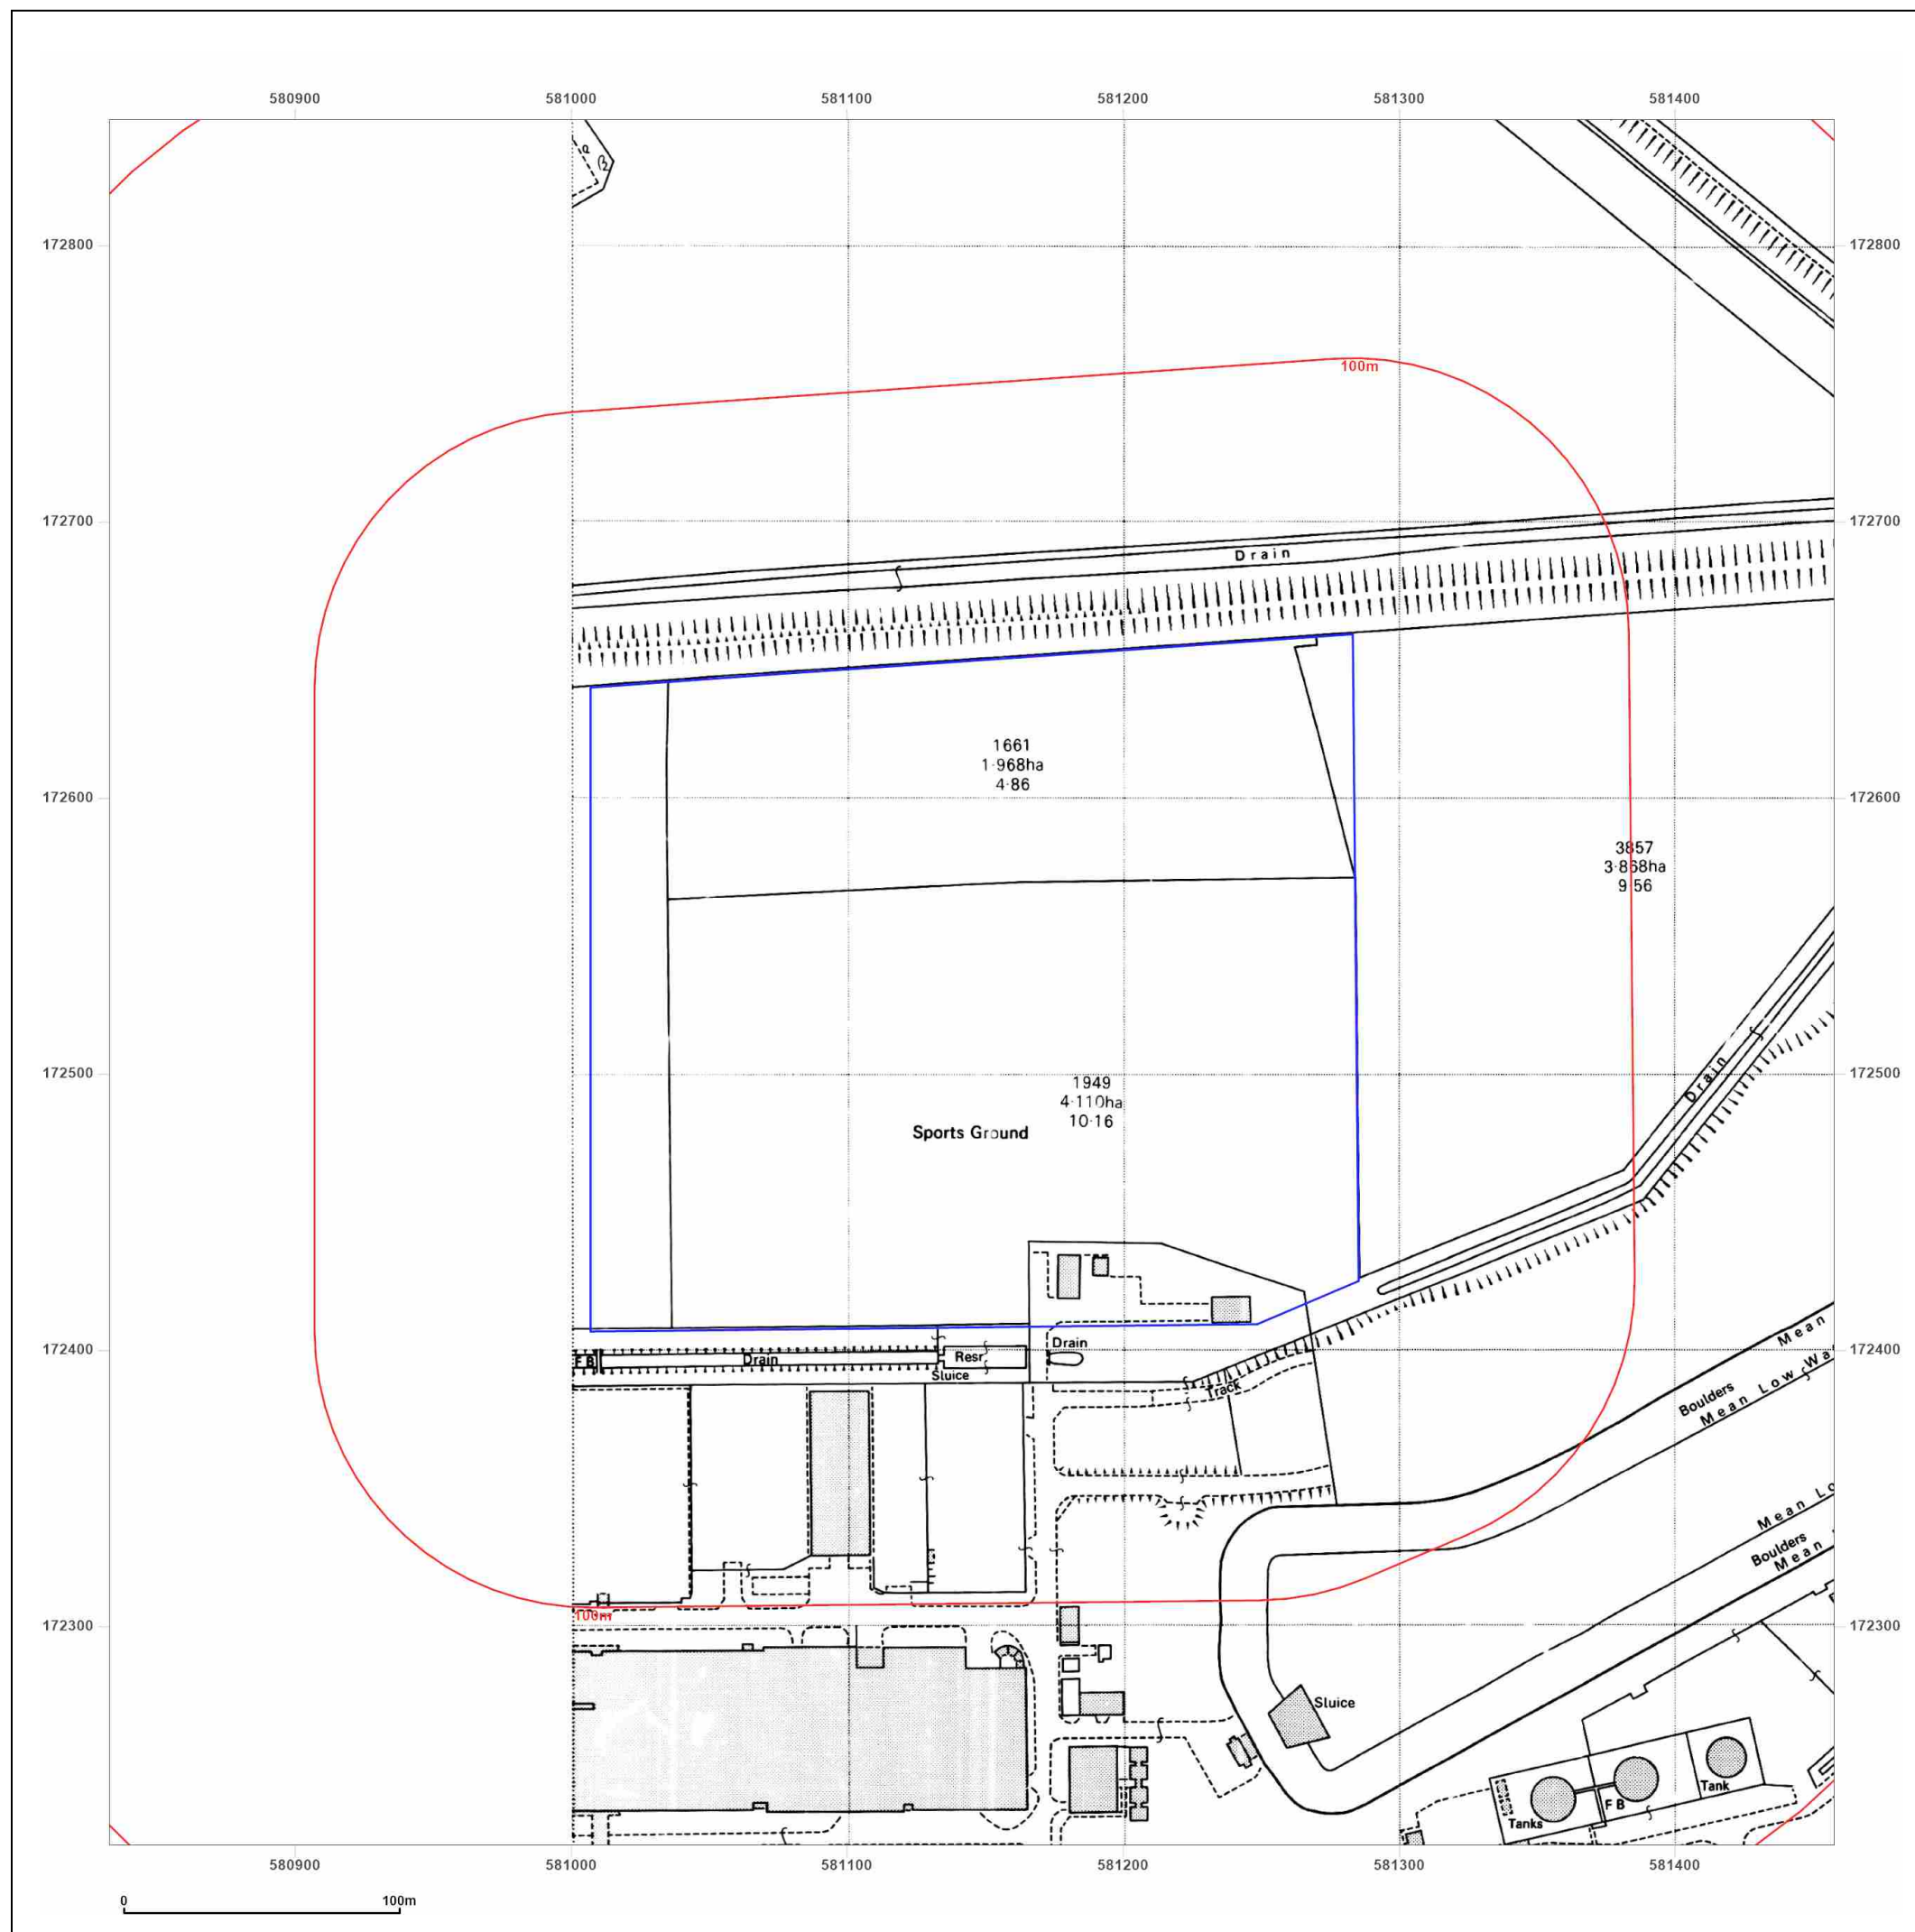 580900 581000 581100 581200 581300 581400
172800 172800
100m
172700 172700
Drain
1661
1·968ha
4·86
172600 172600
3857
3·868ha
9·56
172500 172500
1949
4·110ha
10·16
Drain
Sports Ground
Drain
172400 172400
F B Drain Resr
Sluice
Track
Mean
Mean Low Wa
Boulders
Mean Lo
Boulders
Mean
100m
172300 172300
Sluice
Tank
F B
Tanks
580900 581000 581100 581200 581300 581400
0 100m